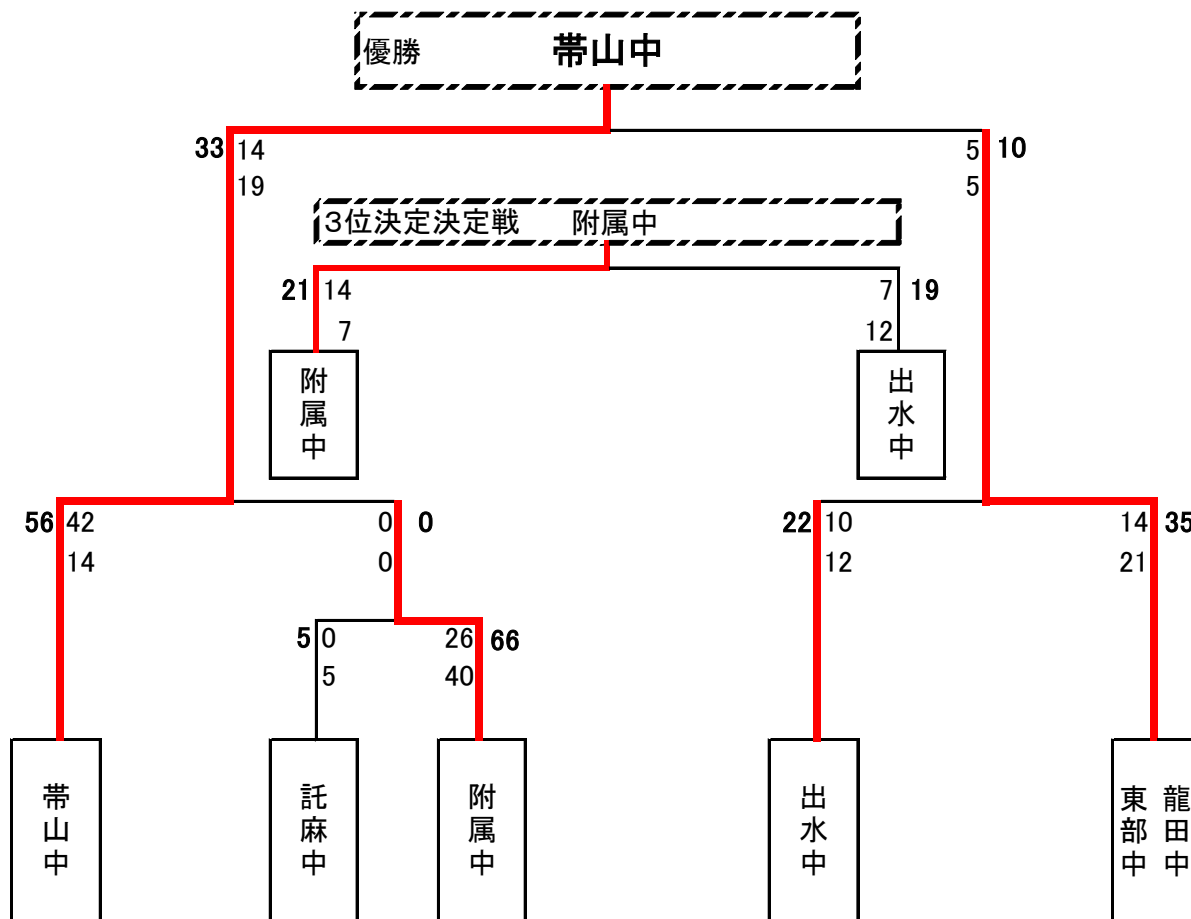 優勝 帯山中
33 14 5 10
19 5
３位決定決定戦 附属中
21 14 7 19
7 12
附属中 出水中
56 42 0 0 22 10 14 35
14 0 12 21
5 0 26 66
5 40
帯山中 託麻中 附属中 出水中 龍田中 東部中